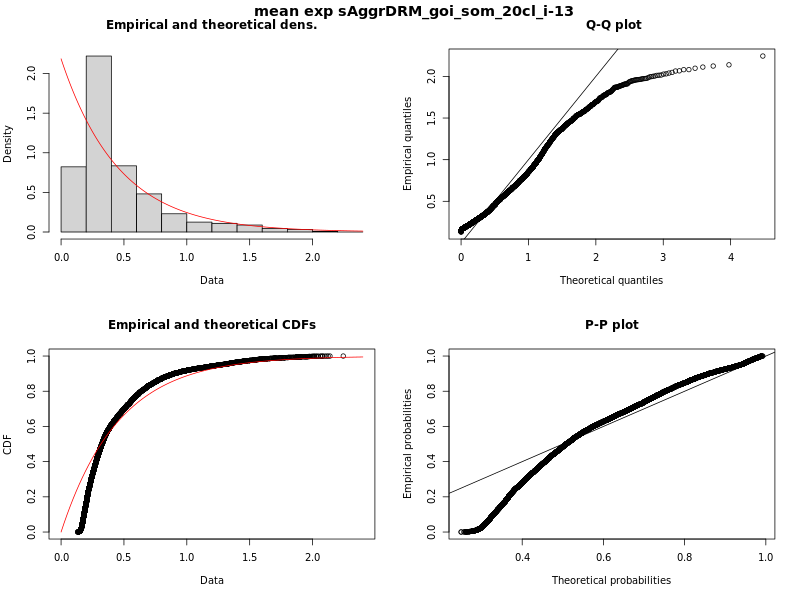 mean exp sAggrDRM_goi_som_20cl_i-13
Empirical and theoretical dens.
Density
0.0 0.5 1.0 1.5 2.0
0.0 0.5 1.0 1.5 2.0
Data
Q-Q plot
Empirical quantiles
0.5 1.0 1.5 2.0
0 1 2 3 4
Theoretical quantiles
Empirical and theoretical CDFs
CDF
0.0 0.2 0.4 0.6 0.8 1.0
0.0 0.5 1.0 1.5 2.0
Data
P-P plot
Empirical probabilities
0.0 0.2 0.4 0.6 0.8 1.0
0.4 0.6 0.8 1.0
Theoretical probabilities